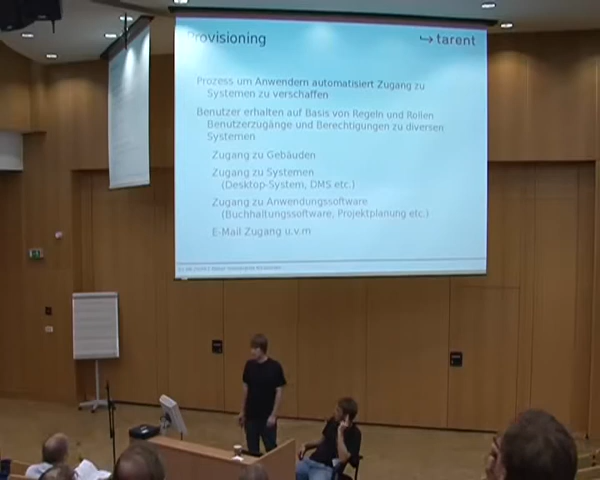 Provisioning
tarent
Prozess um Anwendern automatisiert Zugang zu
Systemen zu verschaffen
Benutzer erhalten auf Basis von Regeln und Rollen
Benutzerzugänge und Berechtigungen zu diversen
Systemen
Zugang zu Gebäuden
Zugang zu Systemen
(Desktop-System, DMS etc.)
Zugang zu Anwendungssoftware
(Buchhaltungssoftware, Projektplanung etc.)
E-Mail Zugang u.v.m